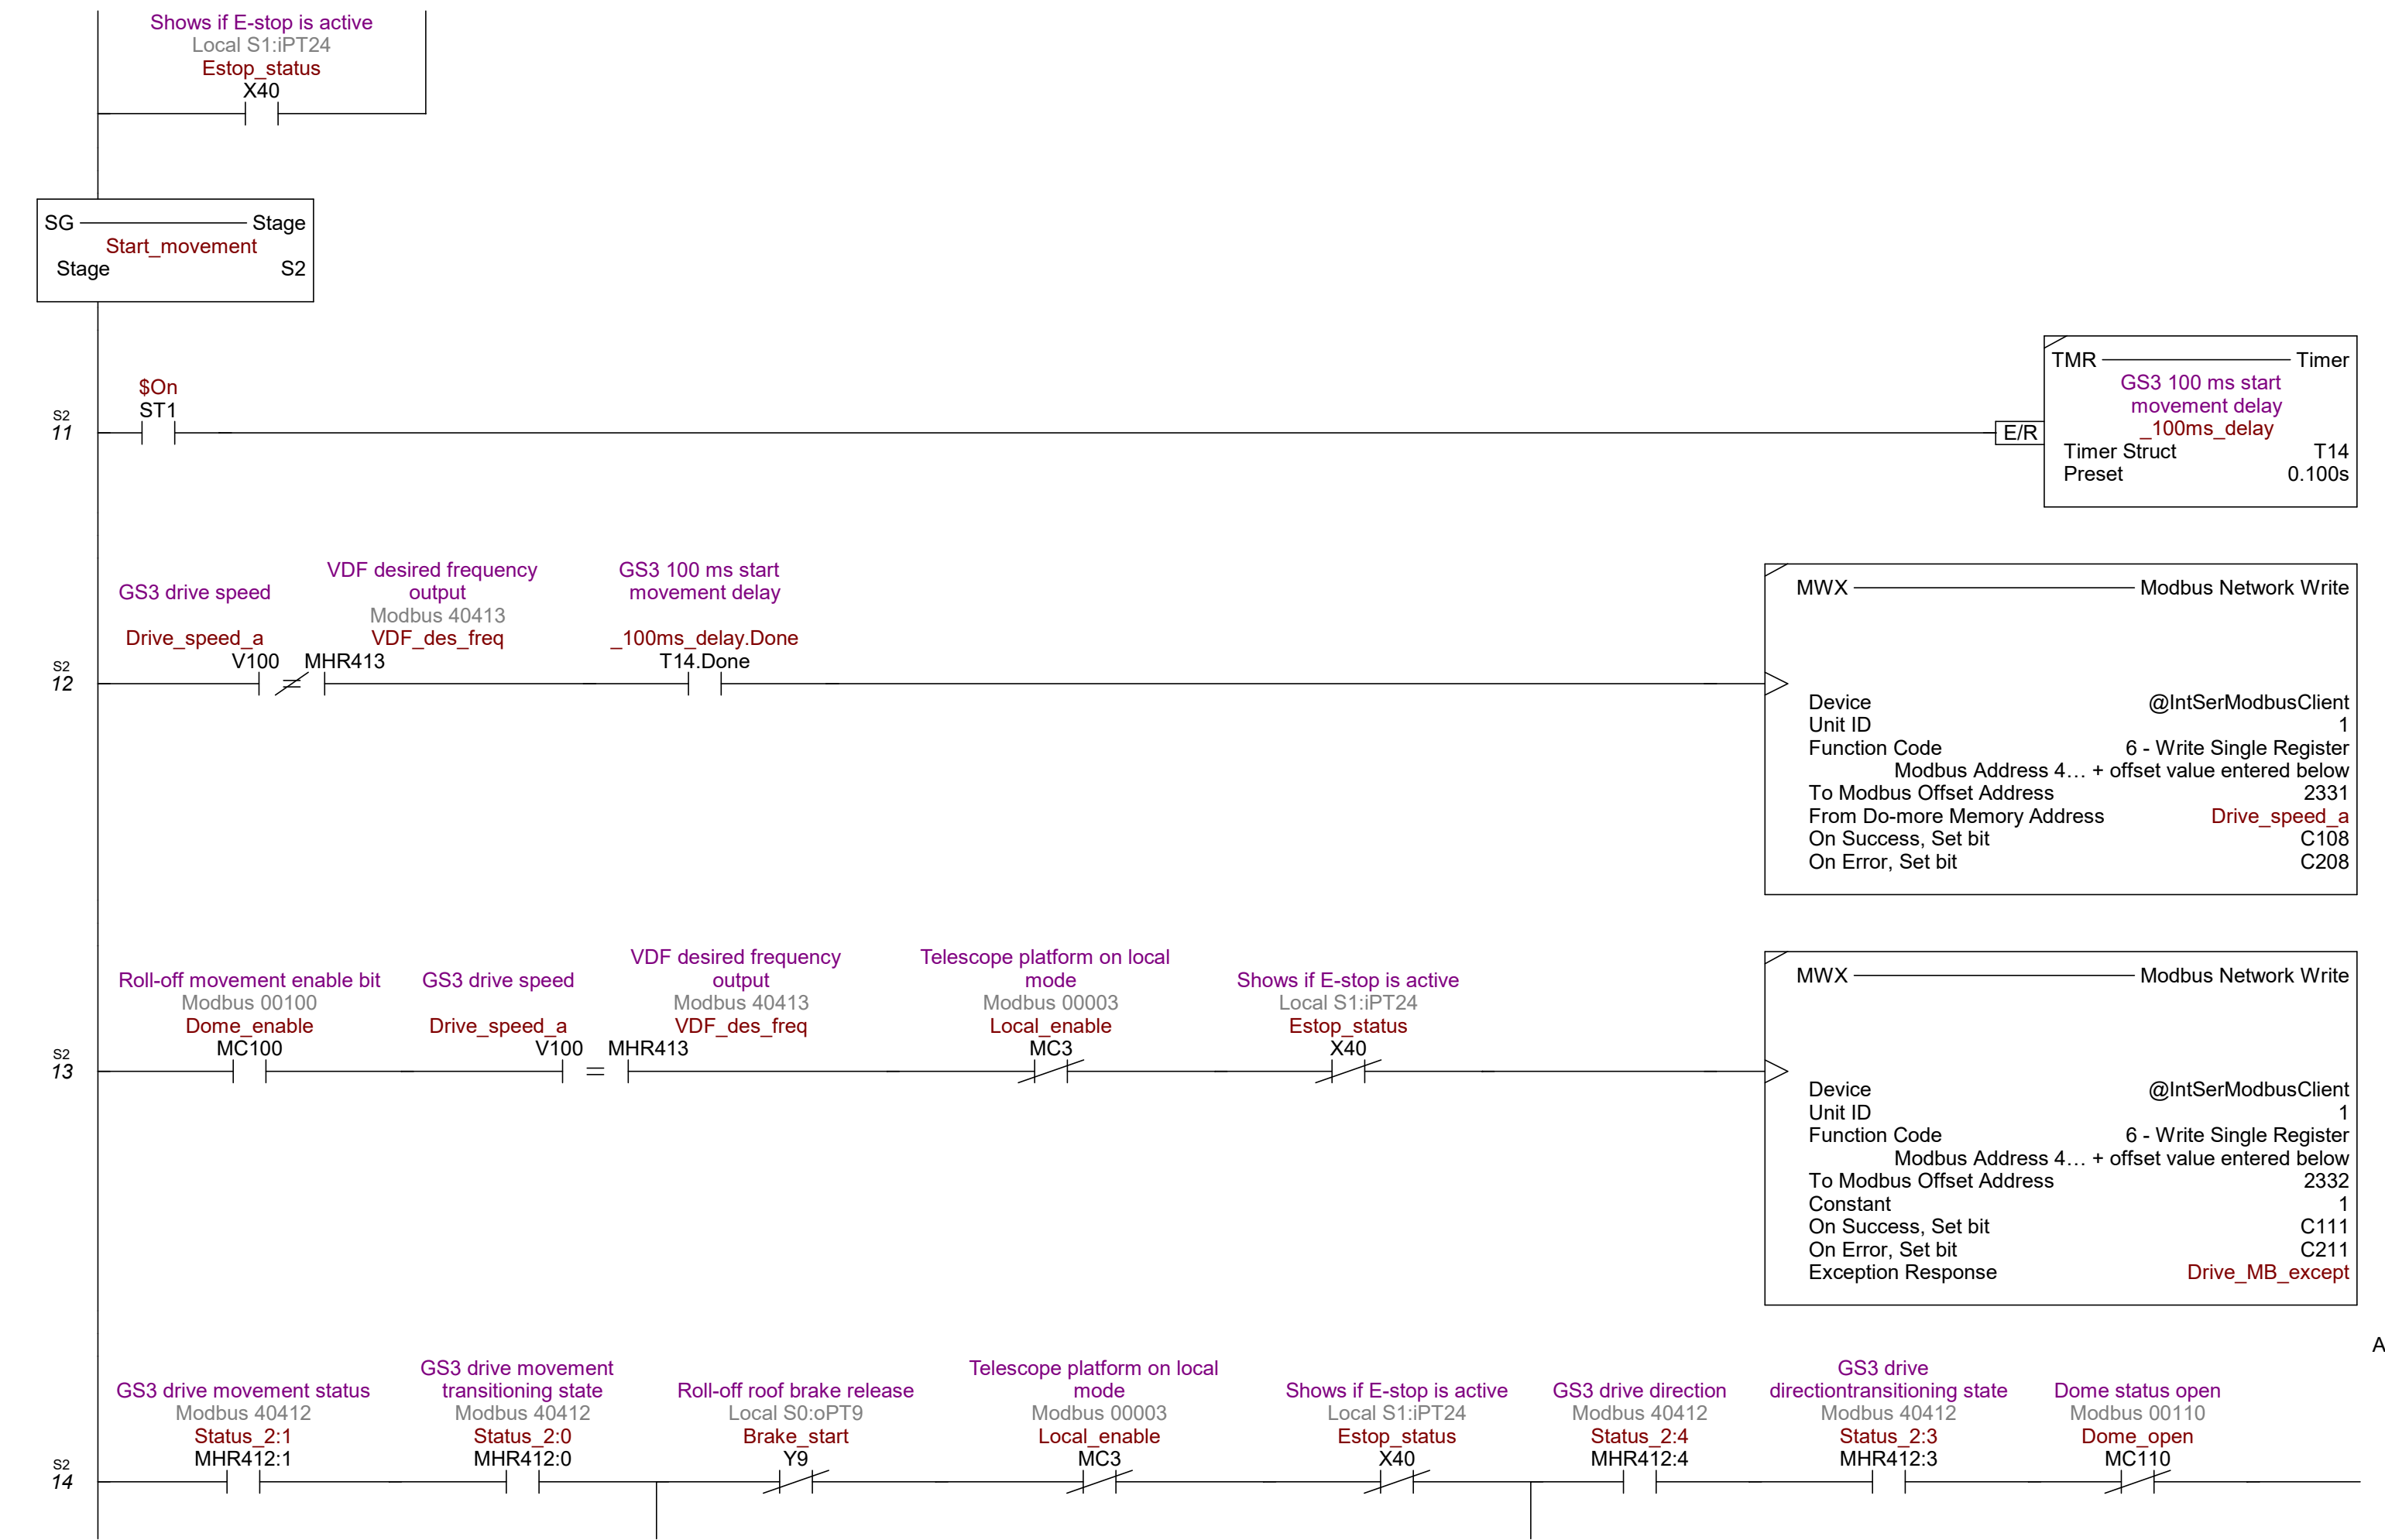 Shows if E-stop is active
Local S1:iPT24
Estop_status
X40
SG Stage
Start_movement
Stage S2
$On
ST1
S2
11
TMR Timer
GS3 100 ms start
movement delay
_100ms_delay
E/R
Timer Struct T14
Preset 0.100s
GS3 drive speed
Drive_speed_a
V100
VDF desired frequency
output
Modbus 40413
VDF_des_freq
MHR413
GS3 100 ms start
movement delay
_100ms_delay.Done
T14.Done
S2
12
MWX Modbus Network Write
Device @IntSerModbusClient
Unit ID 1
Function Code 6 - Write Single Register
Modbus Address 4… + offset value entered below
To Modbus Offset Address 2331
From Do-more Memory Address Drive_speed_a
On Success, Set bit C108
On Error, Set bit C208
Roll-off movement enable bit
Modbus 00100
Dome_enable
MC100
GS3 drive speed
Drive_speed_a
V100
=
VDF desired frequency
output
Modbus 40413
VDF_des_freq
MHR413
Telescope platform on local
mode
Modbus 00003
Local_enable
MC3
Shows if E-stop is active
Local S1:iPT24
Estop_status
X40
S2
13
MWX Modbus Network Write
Device @IntSerModbusClient
Unit ID 1
Function Code 6 - Write Single Register
Modbus Address 4… + offset value entered below
To Modbus Offset Address 2332
Constant 1
On Success, Set bit C111
On Error, Set bit C211
Exception Response Drive_MB_except
A
GS3 drive movement status
Modbus 40412
Status_2:1
MHR412:1
GS3 drive movement
transitioning state
Modbus 40412
Status_2:0
MHR412:0
Roll-off roof brake release
Local S0:oPT9
Brake_start
Y9
Telescope platform on local
mode
Modbus 00003
Local_enable
MC3
Shows if E-stop is active
Local S1:iPT24
Estop_status
X40
GS3 drive direction
Modbus 40412
Status_2:4
MHR412:4
GS3 drive
directiontransitioning state
Modbus 40412
Status_2:3
MHR412:3
Dome status open
Modbus 00110
Dome_open
MC110
S2
14